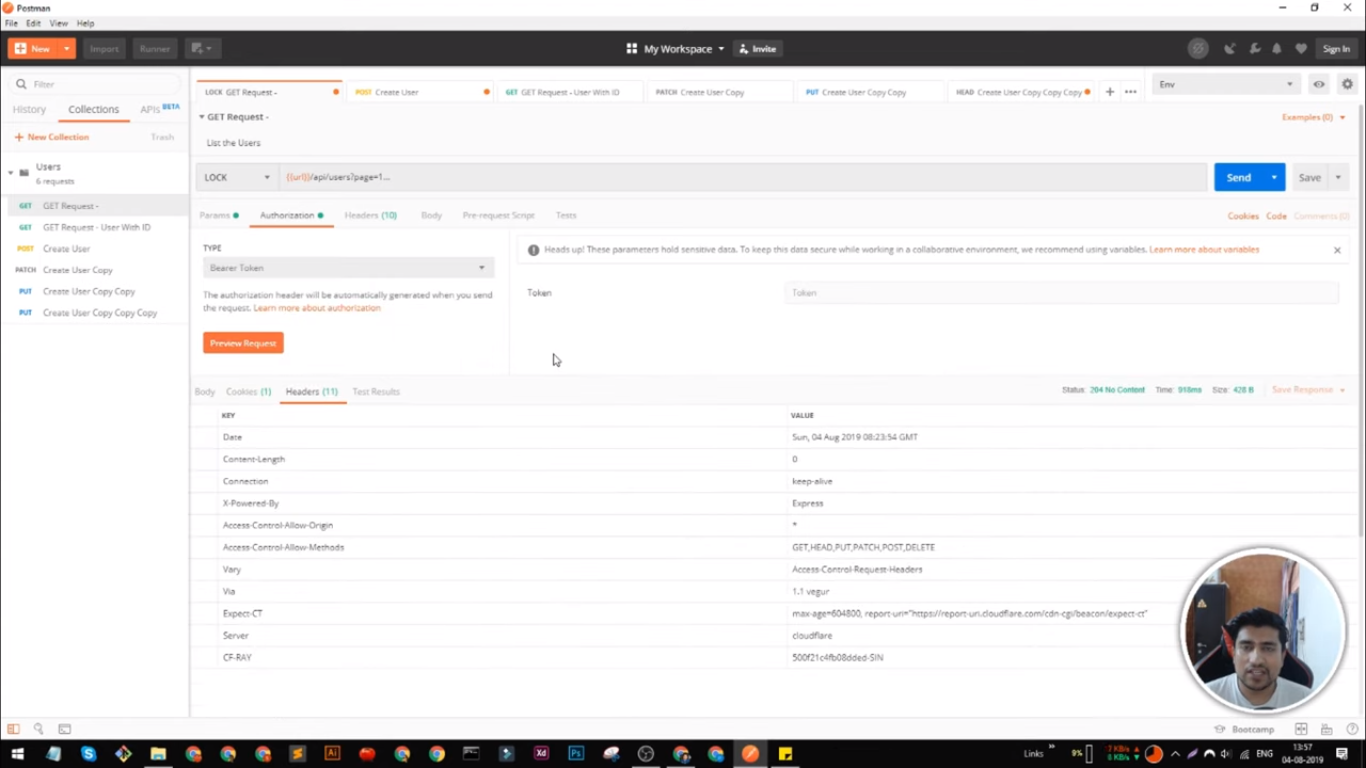 Postman
File Edit View Help
New Import Runner My Workspace Invite Sign In
Filter
History Collections APIs BETA
New Collection Trash
Users
6 requests
GET GET Request -
GET GET Request - User With ID
POST Create User
PATCH Create User Copy
PUT Create User Copy Copy
PUT Create User Copy Copy Copy
LOCK GET Request - POST Create User GET GET Request - User With ID PATCH Create User Copy PUT Create User Copy Copy HEAD Create User Copy Copy Copy Env
GET Request - Examples (0)
List the Users
LOCK {{url}}/api/users?page=1... Send Save
Params Authorization Headers (10) Body Pre-request Script Tests Cookies Code Comments (0)
TYPE
Bearer Token
The authorization header will be automatically generated when you send
the request. Learn more about authorization
Preview Request
Heads up! These parameters hold sensitive data. To keep this data secure while working in a collaborative environment, we recommend using variables. Learn more about variables
Token Token
Body Cookies (1) Headers (11) Test Results Status: 204 No Content Time: 918ms Size: 428 B Save Response
KEY VALUE
Date Sun, 04 Aug 2019 08:23:54 GMT
Content-Length 0
Connection keep-alive
X-Powered-By Express
Access-Control-Allow-Origin *
Access-Control-Allow-Methods GET,HEAD,PUT,PATCH,POST,DELETE
Vary Access-Control-Request-Headers
Via 1.1 vegur
Expect-CT max-age=604800, report-uri="https://report-uri.cloudflare.com/cdn-cgi/beacon/expect-ct"
Server cloudflare
CF-RAY 500f21c4fb08dded-SIN
Bootcamp
Links 9% ENG 13:57
04-08-2019